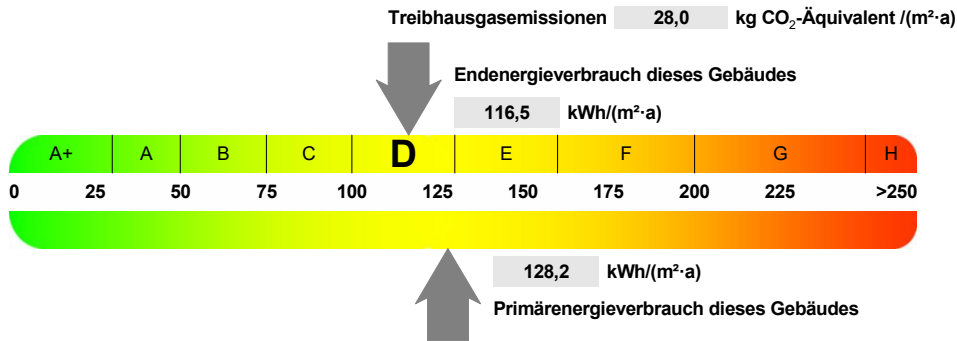 Treibhausgasemissionen 28,0 kg CO₂-Äquivalent /(m²·a)
Endenergieverbrauch dieses Gebäudes
116,5 kWh/(m²·a)
A+ A B C D E F G H
0 25 50 75 100 125 150 175 200 225 >250
128,2 kWh/(m²·a)
Primärenergieverbrauch dieses Gebäudes